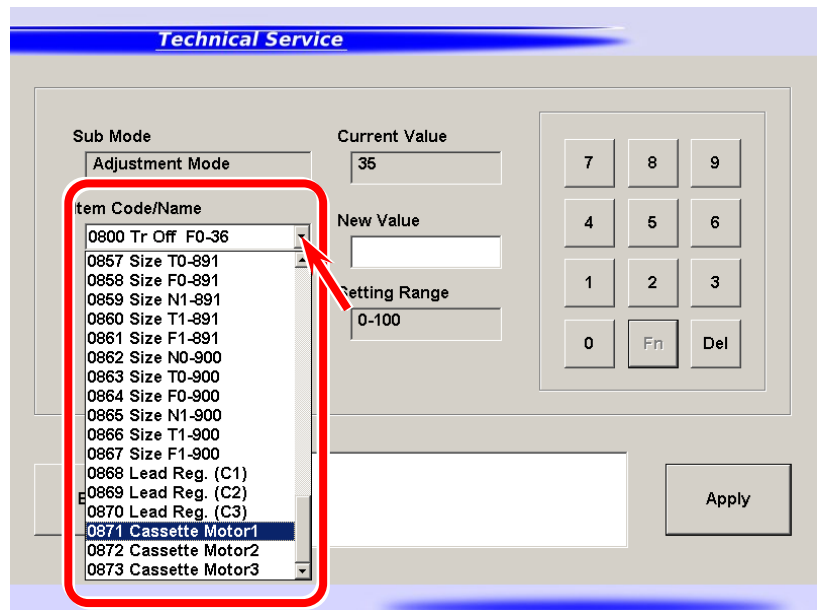 Technical Service
Sub Mode
Adjustment Mode
Current Value
35
Item Code/Name
0800 Tr Off  F0-36
0857 Size T0-891
0858 Size F0-891
0859 Size N1-891
0860 Size T1-891
0861 Size F1-891
0862 Size N0-900
0863 Size T0-900
0864 Size F0-900
0865 Size N1-900
0866 Size T1-900
0867 Size F1-900
0868 Lead Reg. (C1)
0869 Lead Reg. (C2)
0870 Lead Reg. (C3)
0871 Cassette Motor1
0872 Cassette Motor2
0873 Cassette Motor3
New Value
Setting Range
0-100
7 8 9
4 5 6
1 2 3
0 Fn Del
Apply